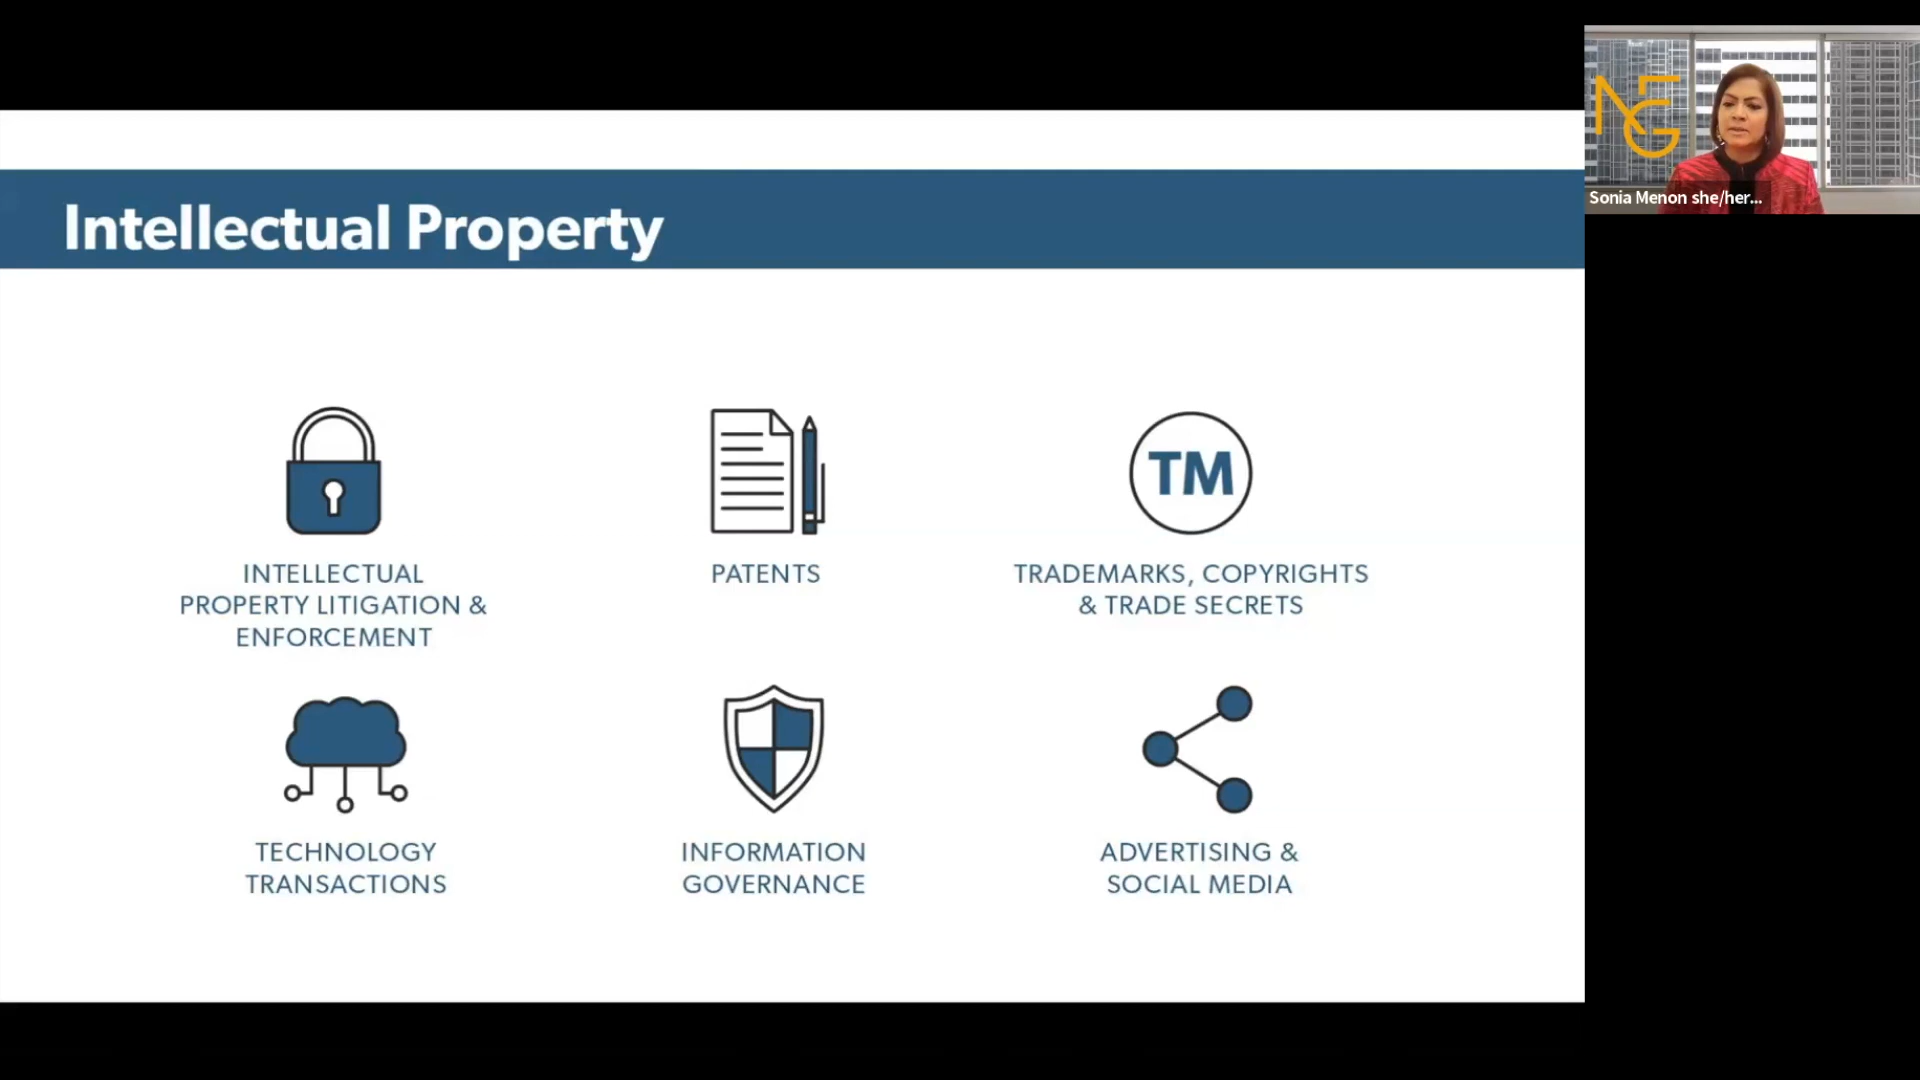 Intellectual Property
INTELLECTUAL
PROPERTY LITIGATION &
ENFORCEMENT
PATENTS
TM
TRADEMARKS, COPYRIGHTS
& TRADE SECRETS
TECHNOLOGY
TRANSACTIONS
INFORMATION
GOVERNANCE
ADVERTISING &
SOCIAL MEDIA
NGF
Sonia Menon she/her...